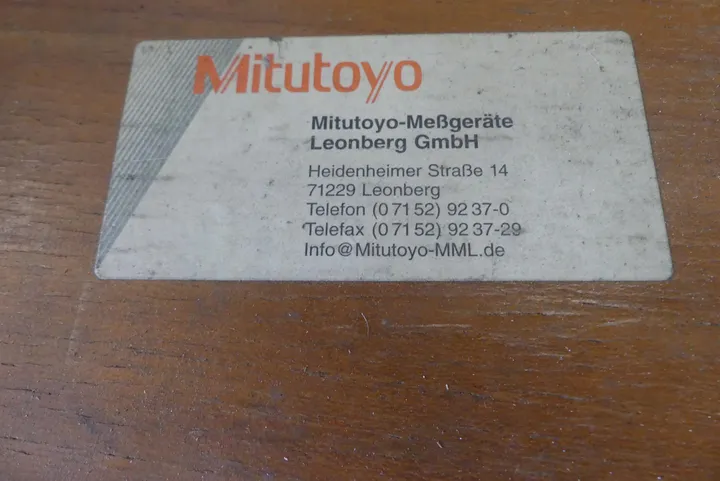 Mitutoyo
Mitutoyo-Meßgeräte
Leonberg GmbH
Heidenheimer Straße 14
71229 Leonberg
Telefon (0 71 52) 92 37-0
Telefax (0 71 52) 92 37-29
Info@Mitutoyo-MML.de